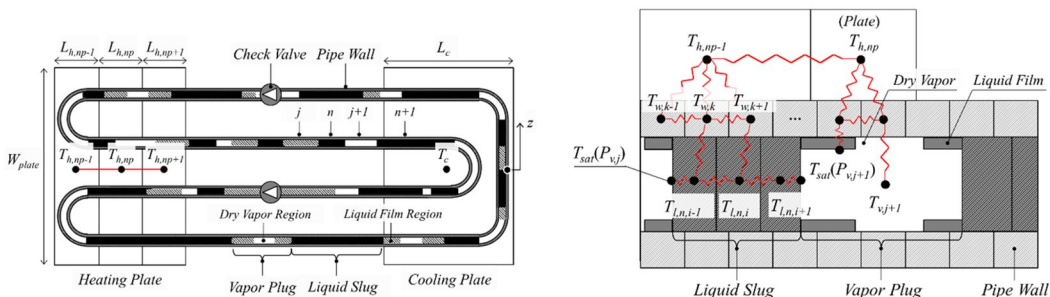 L_{h,np-1} L_{h,np} L_{h,np+1}
Check Valve
Pipe Wall
L_c
j n j+1 n+1
z
W_{plate}
T_{h,np-1} T_{h,np} T_{h,np+1}
T_c
Dry Vapor Region
Liquid Film Region
Heating Plate
Vapor Plug
Liquid Slug
Cooling Plate
(Plate)
T_{h,np-1}
T_{h,np}
Dry Vapor
Liquid Film
T_{w,k-1} T_{w,k} T_{w,k+1}
...
T_{sat}(P_{v,j})
T_{sat}(P_{v,j+1})
T_{v,j+1}
T_{l,n,i-1} T_{l,n,i} T_{l,n,i+1}
Liquid Slug
Vapor Plug
Pipe Wall